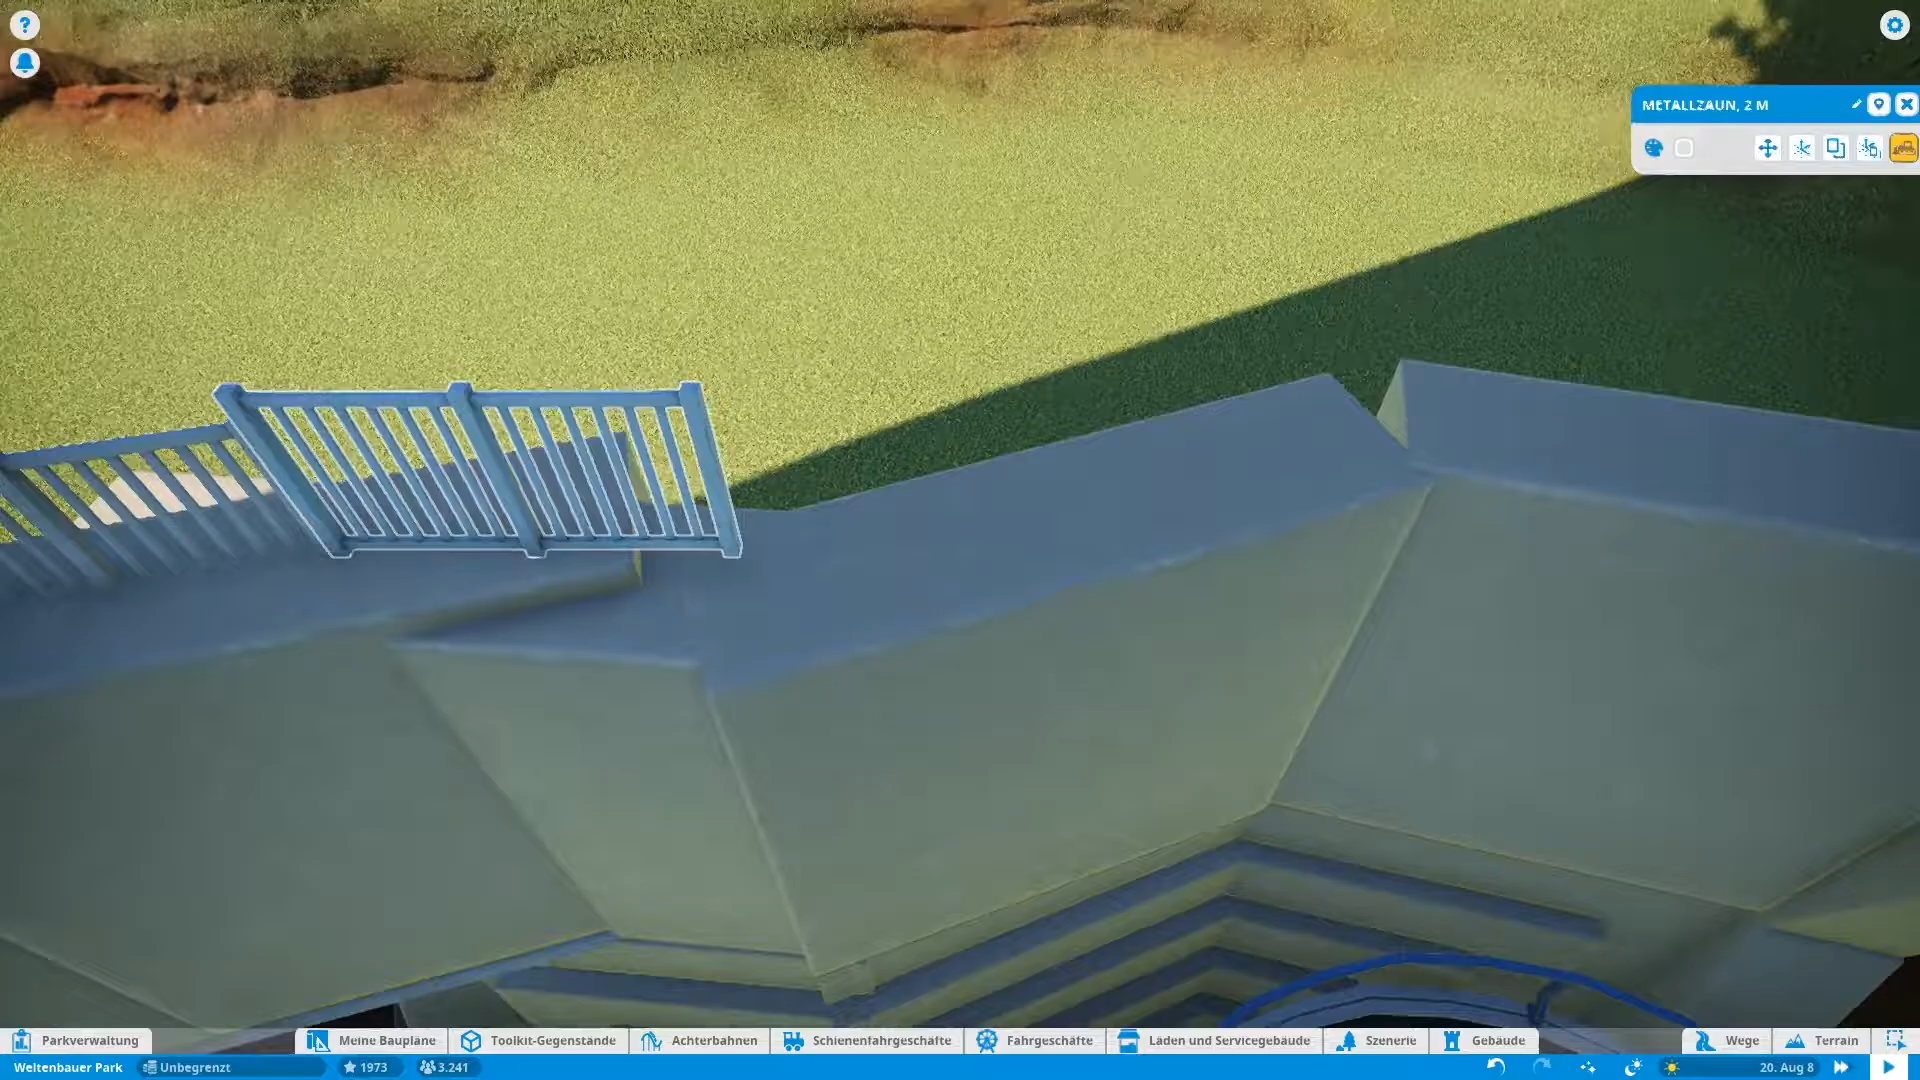 ?
METALLZAUN, 2 M
Parkverwaltung
Meine Baupläne
Toolkit-Gegenstände
Achterbahnen
Schienenfahrgeschäfte
Fahrgeschäfte
Läden und Servicegebäude
Szenerie
Gebäude
Wege
Terrain
Weltenbauer Park
Unbegrenzt
1973
3.241
20. Aug 8